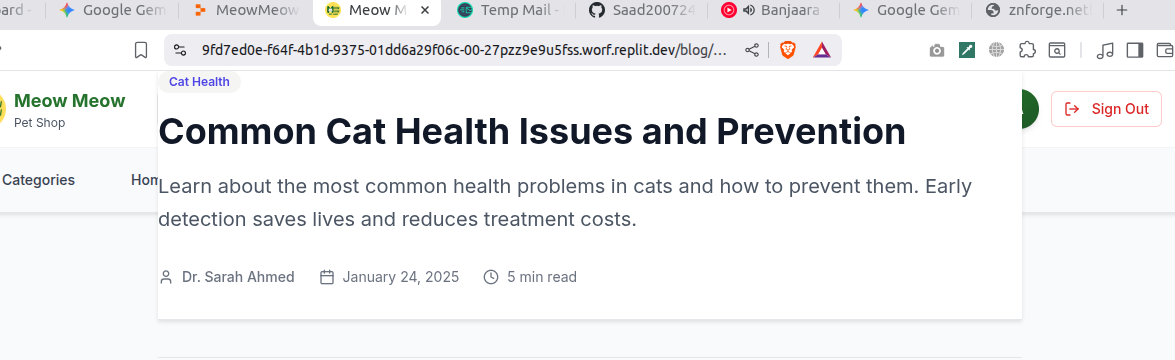 ard -
Google Gem
MeowMeow
Meow M
Temp Mail -
Saad200724
Banjaara
Google Gem
znforge.net
9fd7ed0e-f64f-4b1d-9375-01dd6a29f06c-00-27pzz9e9u5fss.worf.replit.dev/blog/...
Cat Health
Meow Meow
Pet Shop
Sign Out
Common Cat Health Issues and Prevention
Categories
Hom
Learn about the most common health problems in cats and how to prevent them. Early
detection saves lives and reduces treatment costs.
Dr. Sarah Ahmed
January 24, 2025
5 min read